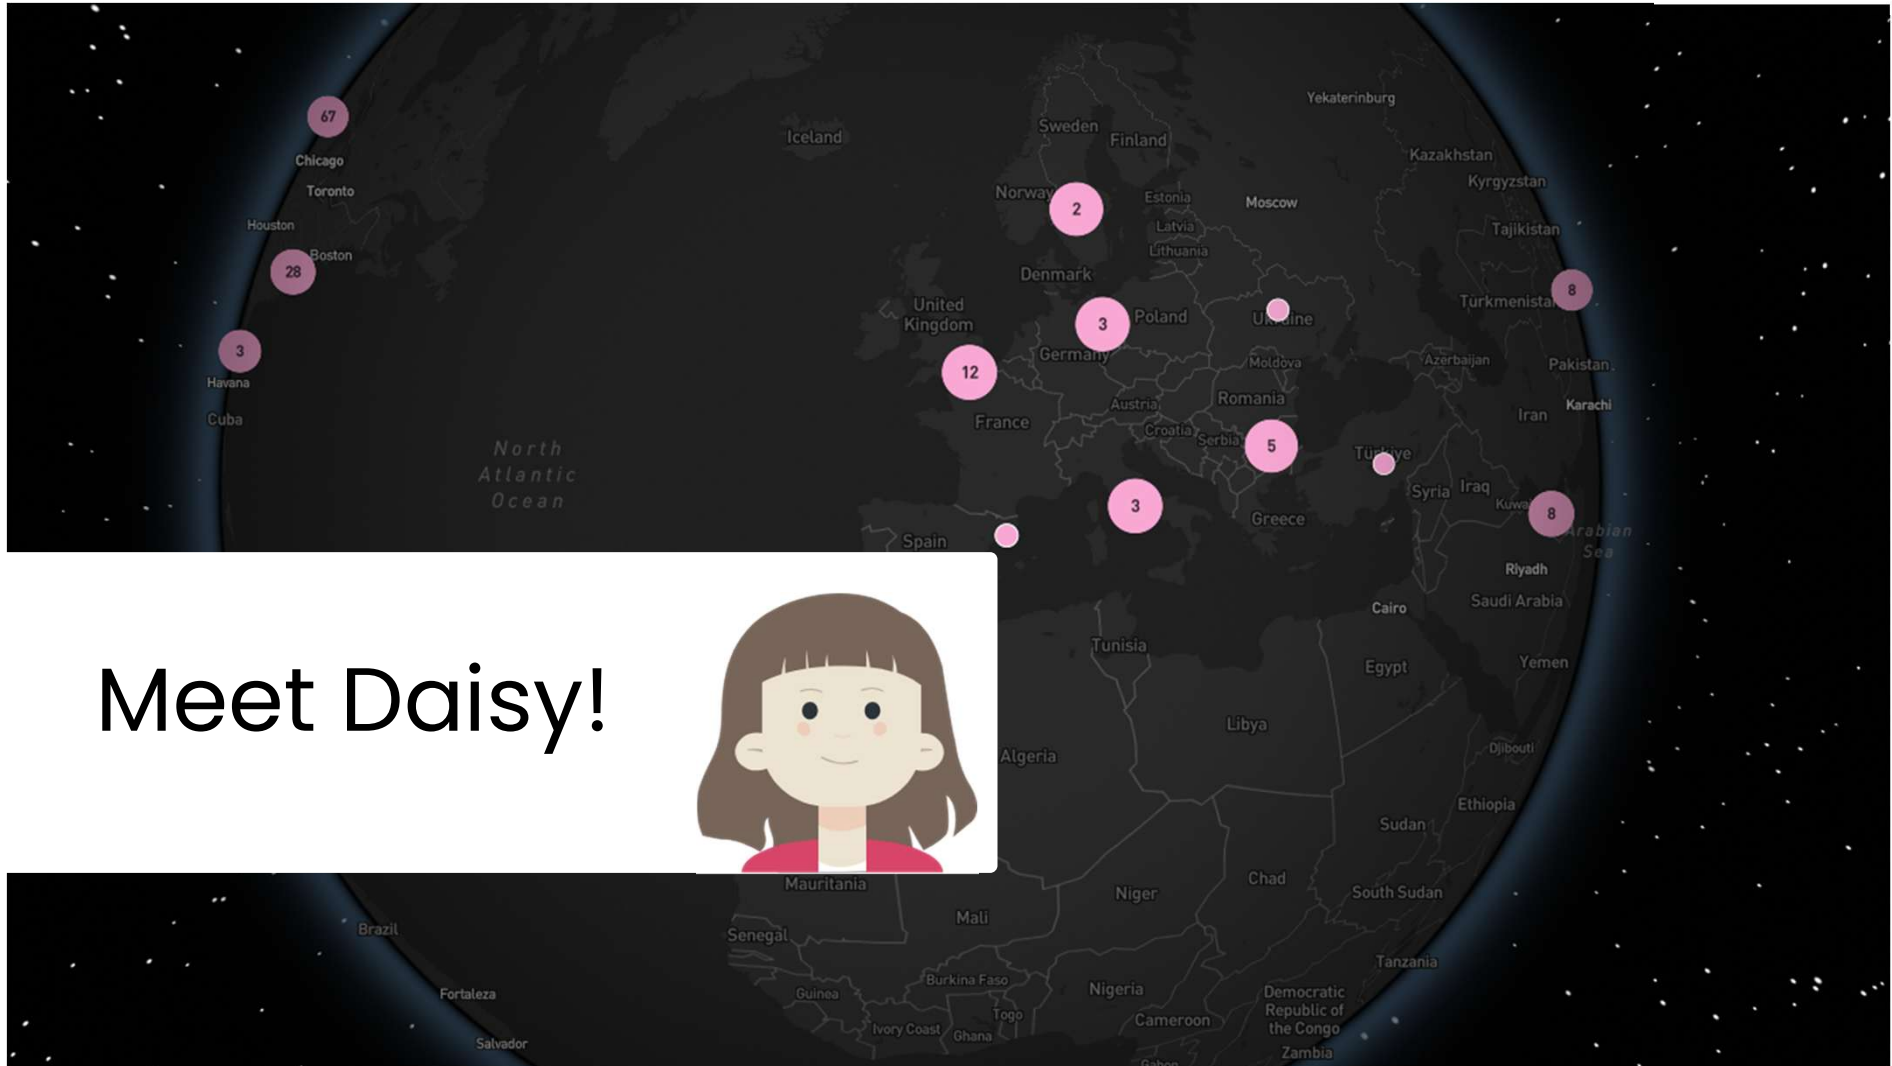 67
Chicago
Toronto
Houston
Boston
28
3
Havana
Cuba
North
Atlantic
Ocean
Iceland
Sweden
Finland
Norway
2
Estonia
Latvia
Lithuania
Moscow
Yekaterinburg
Kazakhstan
Kyrgyzstan
Tajikistan
8
Denmark
United
Kingdom
3
Poland
Germany
12
Ukraine
Moldova
Austria
Romania
France
Croatia
Serbia
5
Azerbaijan
Pakistan
Iran
Karachi
Türkiye
Syria
Iraq
8
Arabian
Sea
3
Greece
Spain
Riyadh
Saudi Arabia
Cairo
Meet Daisy!
Tunisia
Egypt
Yemen
Libya
Algeria
Djibouti
Ethiopia
Sudan
Mauritania
Niger
Chad
South Sudan
Mali
Brazil
Senegal
Tanzania
Burkina Faso
Fortaleza
Guinea
Nigeria
Democratic
Republic of
the Congo
Togo
Cameroon
Ivory Coast
Ghana
Salvador
Zambia